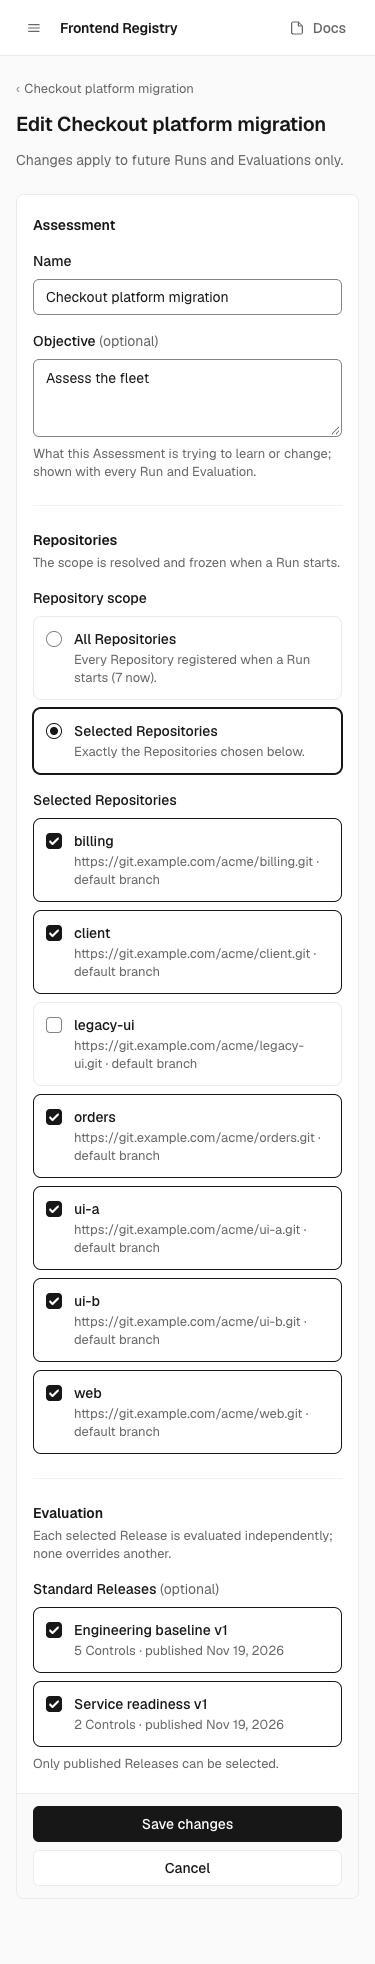 Frontend Registry
Docs
‹ Checkout platform migration
Edit Checkout platform migration
Changes apply to future Runs and Evaluations only.
Assessment
Name
Checkout platform migration
Objective (optional)
Assess the fleet
What this Assessment is trying to learn or change;
shown with every Run and Evaluation.
Repositories
The scope is resolved and frozen when a Run starts.
Repository scope
All Repositories
Every Repository registered when a Run
starts (7 now).
Selected Repositories
Exactly the Repositories chosen below.
Selected Repositories
billing
https://git.example.com/acme/billing.git ·
default branch
client
https://git.example.com/acme/client.git ·
default branch
legacy-ui
https://git.example.com/acme/legacy-
ui.git · default branch
orders
https://git.example.com/acme/orders.git ·
default branch
ui-a
https://git.example.com/acme/ui-a.git ·
default branch
ui-b
https://git.example.com/acme/ui-b.git ·
default branch
web
https://git.example.com/acme/web.git ·
default branch
Evaluation
Each selected Release is evaluated independently;
none overrides another.
Standard Releases (optional)
Engineering baseline v1
5 Controls · published Nov 19, 2026
Service readiness v1
2 Controls · published Nov 19, 2026
Only published Releases can be selected.
Save changes
Cancel